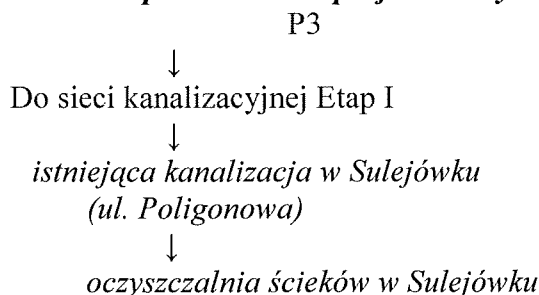 P3
↓
Do sieci kanalizacyjnej Etap I
↓
istniejąca kanalizacja w Sulejówku
(ul. Poligonowa)
↓
oczyszczalnia ścieków w Sulejówku